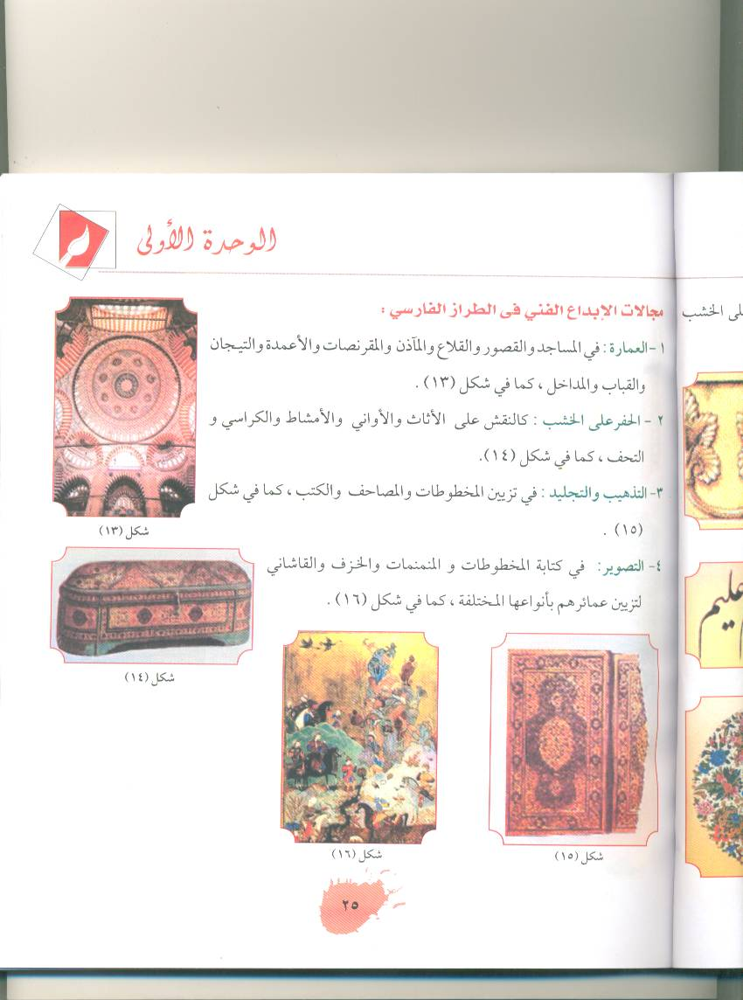 الوحدة الأولى
مجالات الإبداع الفني في الطراز الفارسي :
١ - العمارة : في المساجد والقصور والقلاع والمآذن والمقرنصات والأعمدة والتيجان
والقباب والمداخل ، كما في شكل (١٣) .
٢ - الحفر على الخشب : كالنقش على الأثاث والأواني والأمشاط والكراسي و
التحف ، كما في شكل (١٤).
٣- التذهيب والتجليد : في تزيين المخطوطات والمصاحف والكتب ، كما في شكل
(١٥) .
٤- التصوير: في كتابة المخطوطات و المنمنمات والخزف والقاشاني
لتزيين عمائرهم بأنواعها المختلفة ، كما في شكل (١٦) .
شكل (١٣)
شكل (١٤)
شكل (١٥)
شكل (١٦)
٢٥
الخشب
عليم